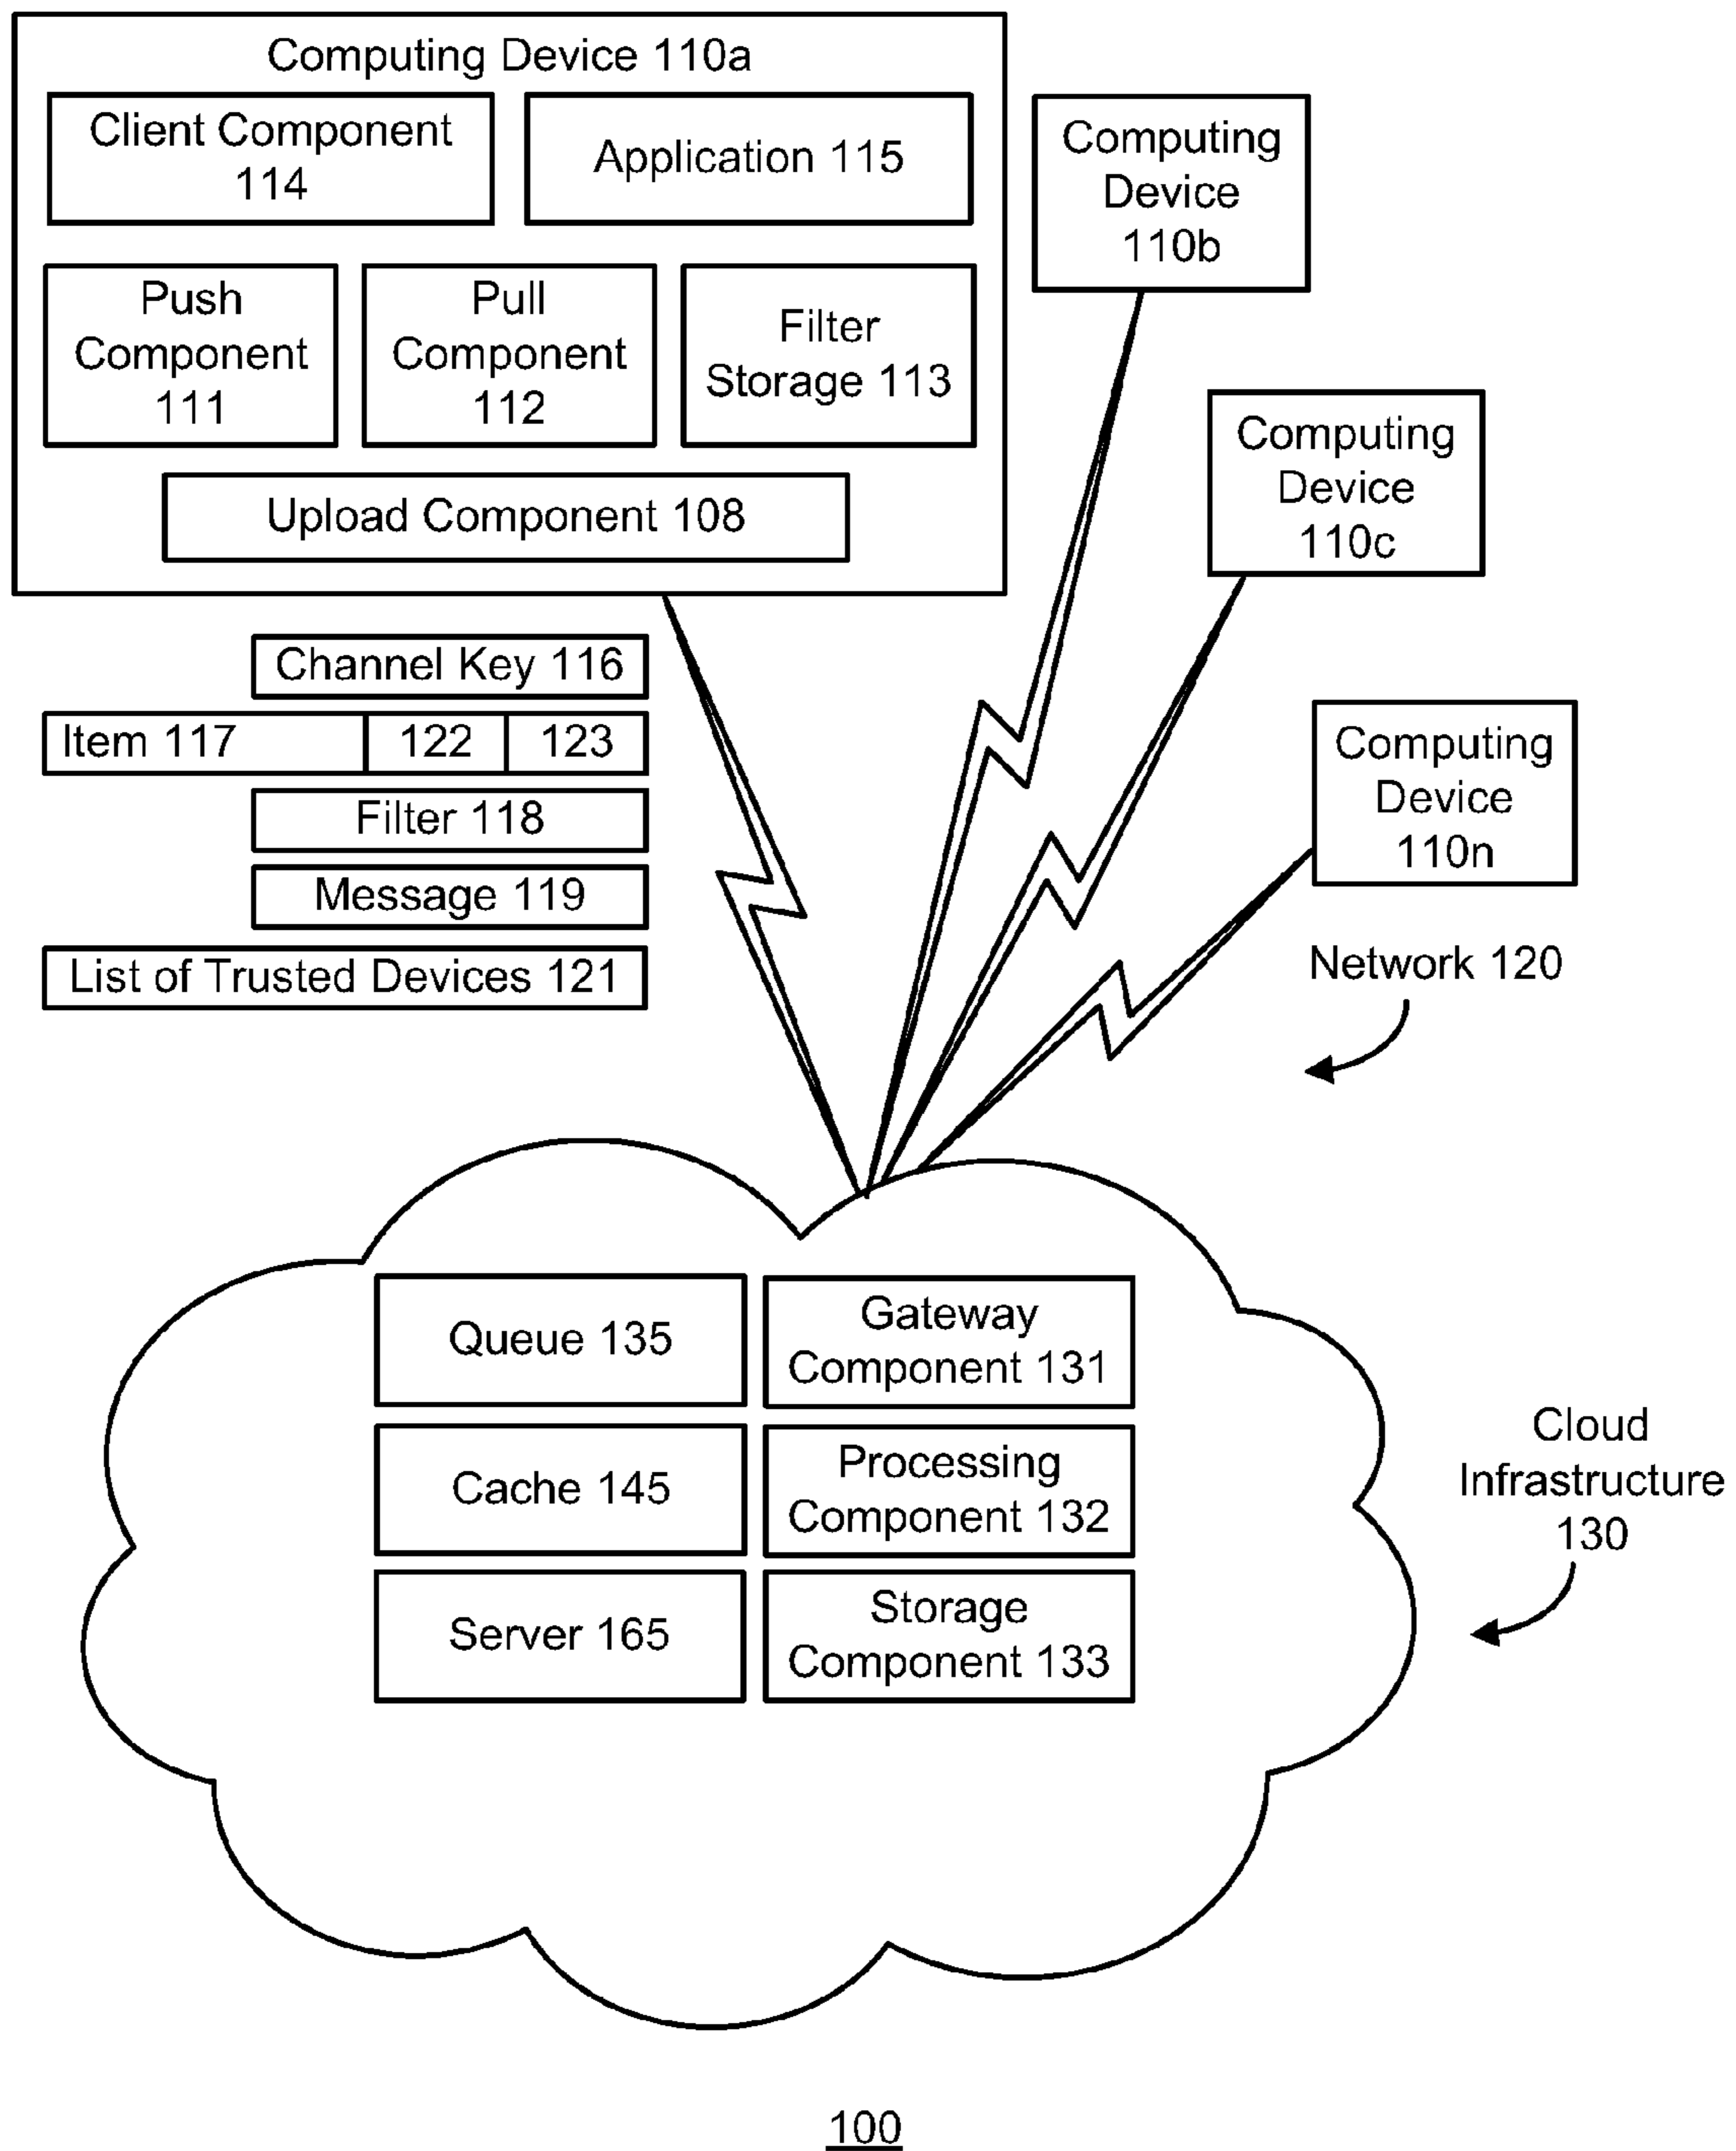 Computing Device 110a
Client Component
114
Application 115
Push
Component
111
Pull
Component
112
Filter
Storage 113
Upload Component 108
Computing
Device
110b
Computing
Device
110c
Computing
Device
110n
Channel Key 116
Item 117 122 123
Filter 118
Message 119
List of Trusted Devices 121
Network 120
Queue 135
Gateway
Component 131
Cache 145
Processing
Component 132
Server 165
Storage
Component 133
Cloud
Infrastructure
130
100